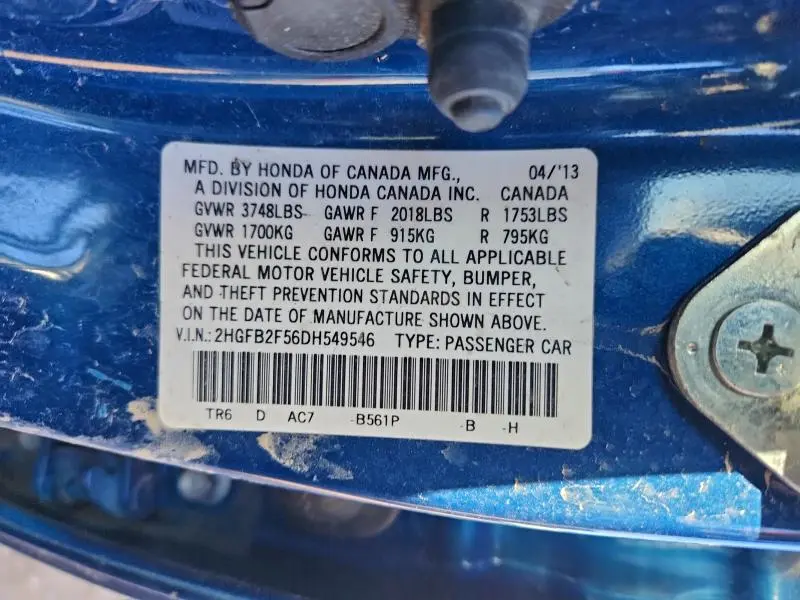 MFD. BY HONDA OF CANADA MFG., 04/'13
A DIVISION OF HONDA CANADA INC. CANADA
GVWR 3748LBS GAWR F 2018LBS R 1753LBS
GVWR 1700KG GAWR F 915KG R 795KG
THIS VEHICLE CONFORMS TO ALL APPLICABLE
FEDERAL MOTOR VEHICLE SAFETY, BUMPER,
AND THEFT PREVENTION STANDARDS IN EFFECT
ON THE DATE OF MANUFACTURE SHOWN ABOVE.
V.I.N.: 2HGFB2F56DH549546 TYPE: PASSENGER CAR
TR6 D AC7 -B561P -B -H